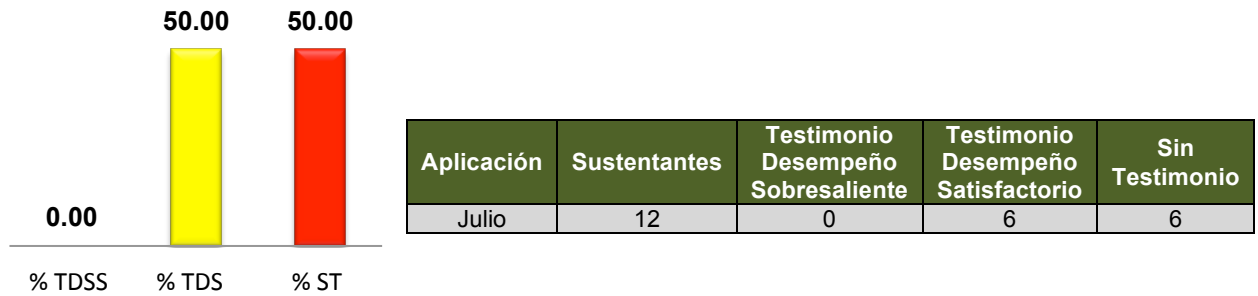 50.00 50.00
0.00
% TDSS % TDS % ST
Aplicación Sustentantes Testimonio Desempeño Sobresaliente Testimonio Desempeño Satisfactorio Sin Testimonio
Julio 12 0 6 6